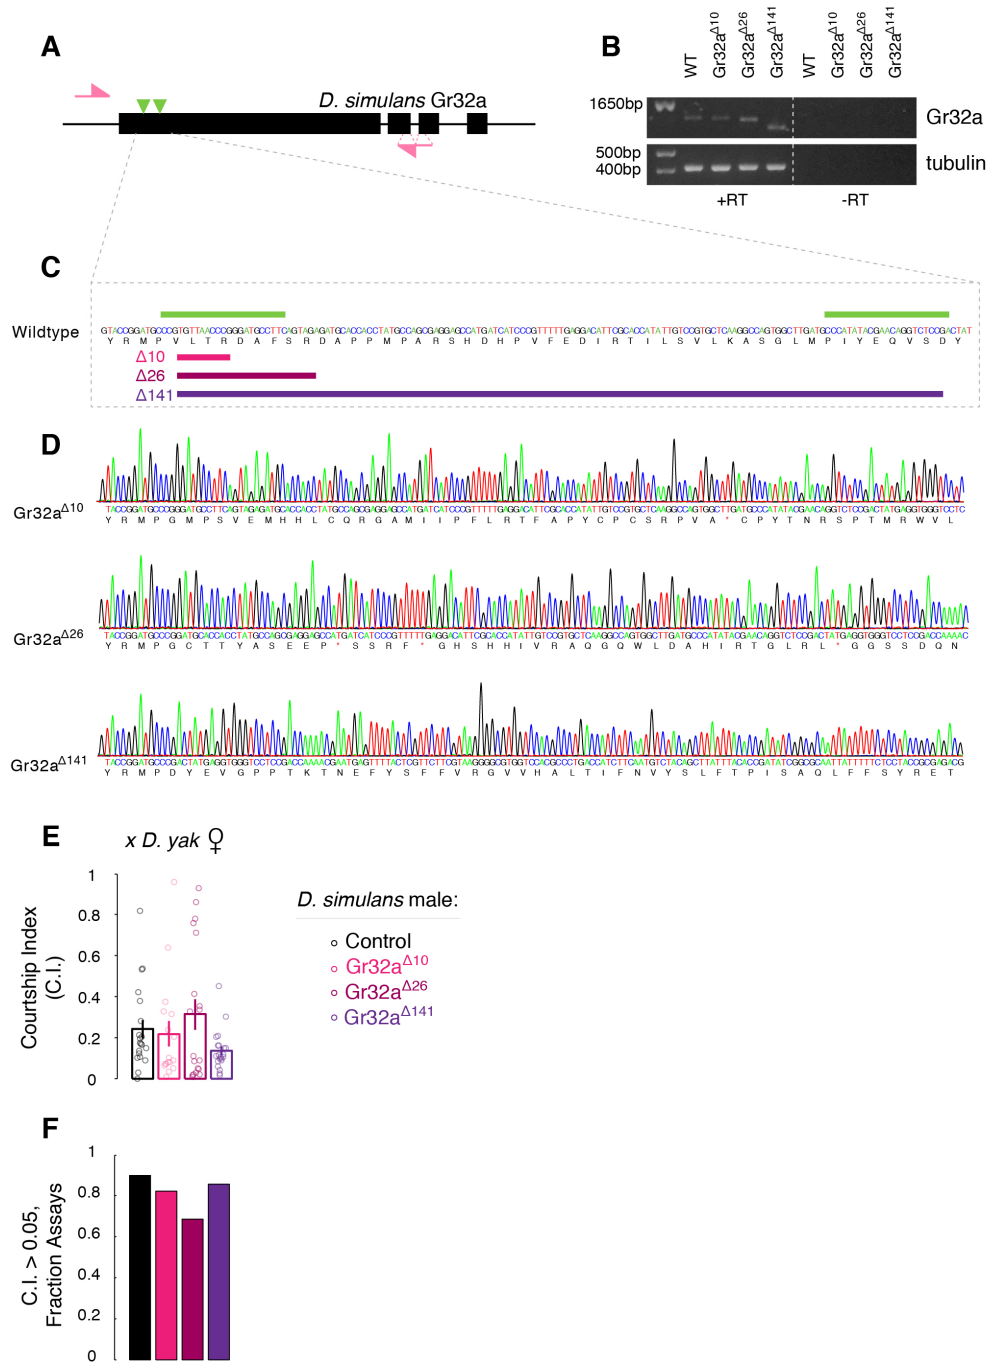 A
D. simulans Gr32a
B
WT
Gr32aΔ10
Gr32aΔ26
Gr32aΔ141
WT
Gr32aΔ10
Gr32aΔ26
Gr32aΔ141
1650bp
Gr32a
500bp
400bp
tubulin
+RT
-RT
C
Wildtype
Y R M P V L T R D A F S R D A P P M P A R S H D H P V F E D I R T I L S V L K A S G L M P I Y E Q V S D Y
Δ10
Δ26
Δ141
D
Gr32aΔ10
Y R M P G M P S V E M H H L C Q R G A M I I P F L R T F A P Y C P C S R P V A * C P Y T N R S P T M R W V L
Gr32aΔ26
Y R M P G C T T Y A S E E P * S S R F * G H S H H I V R A Q G Q W L D A H I R T G L R L * G G S S D Q N
Gr32aΔ141
Y R M P D Y E V G P P T K T N E F Y S F F V R G V V H A L T I F N V Y S L F T P I S A Q L F F S Y R E T
E
x D. yak ♀
1
0.8
0.6
0.4
0.2
0
Courtship Index
(C.I.)
D. simulans male:
Control
Gr32aΔ10
Gr32aΔ26
Gr32aΔ141
F
1
0.8
0.6
0.4
0.2
0
C.I. > 0.05,
Fraction Assays